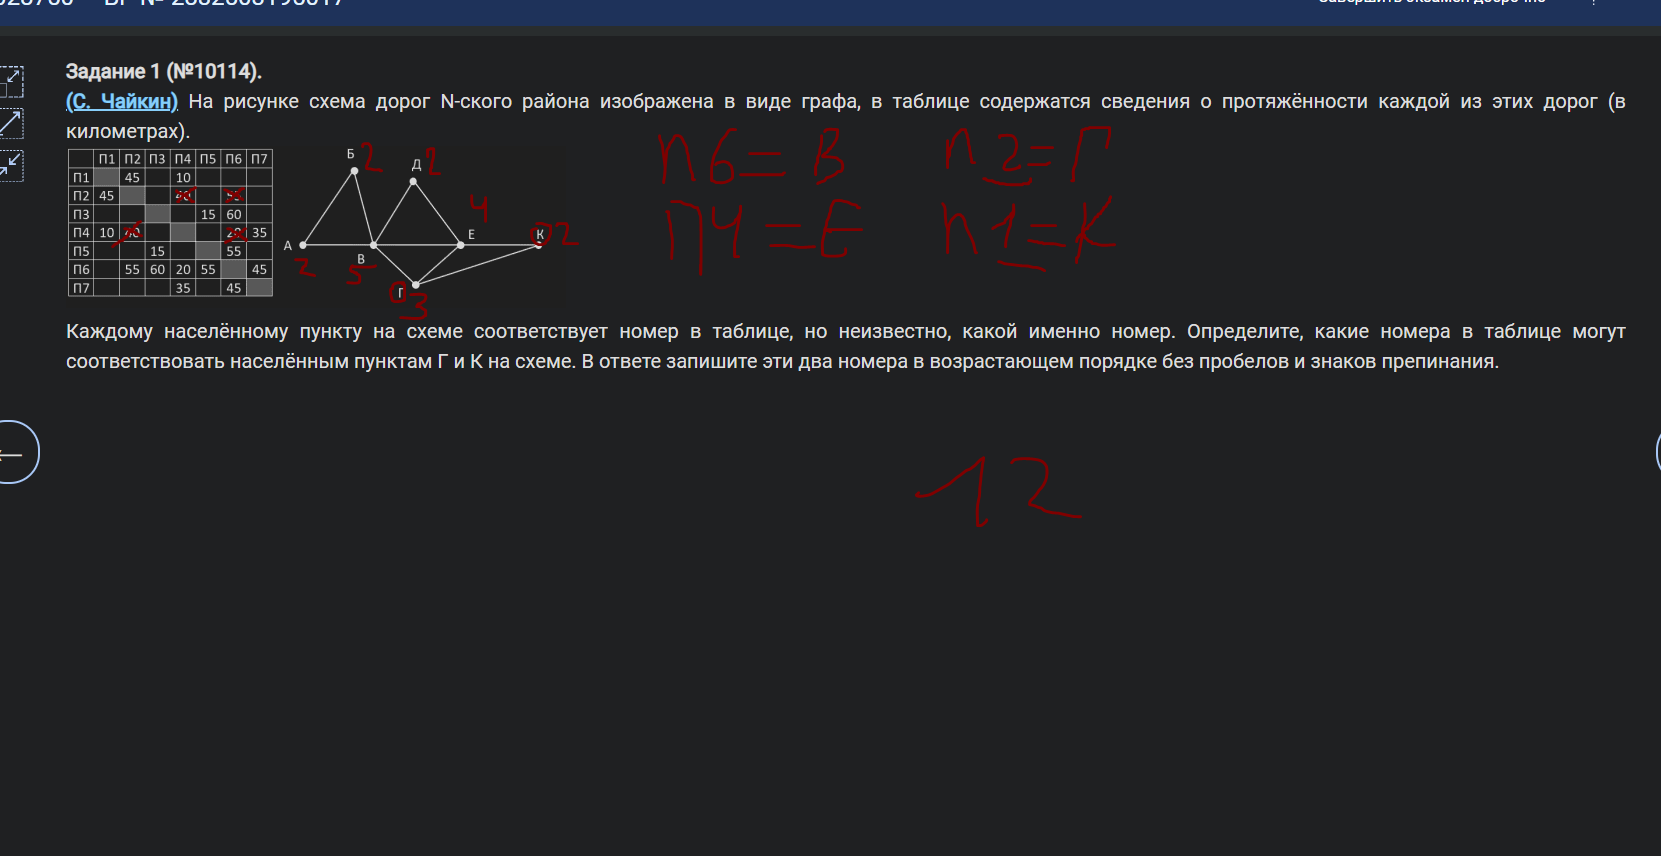 Задание 1 (№10114).
(С. Чайкин) На рисунке схема дорог N-ского района изображена в виде графа, в таблице содержатся сведения о протяжённости каждой из этих дорог (в
километрах).
П1 П2 П3 П4 П5 П6 П7
П1 45 10
П2 45
П3 15 60
П4 10 35
П5 15 55
П6 55 60 20 55 45
П7 35 45
Б 2
Д 2
4
Е
К 2
А
2
В
5
Г
3
П6 = В
П2 = Г
П4 = Е
П1 = К
Каждому населённому пункту на схеме соответствует номер в таблице, но неизвестно, какой именно номер. Определите, какие номера в таблице могут
соответствовать населённым пунктам Г и К на схеме. В ответе запишите эти два номера в возрастающем порядке без пробелов и знаков препинания.
12